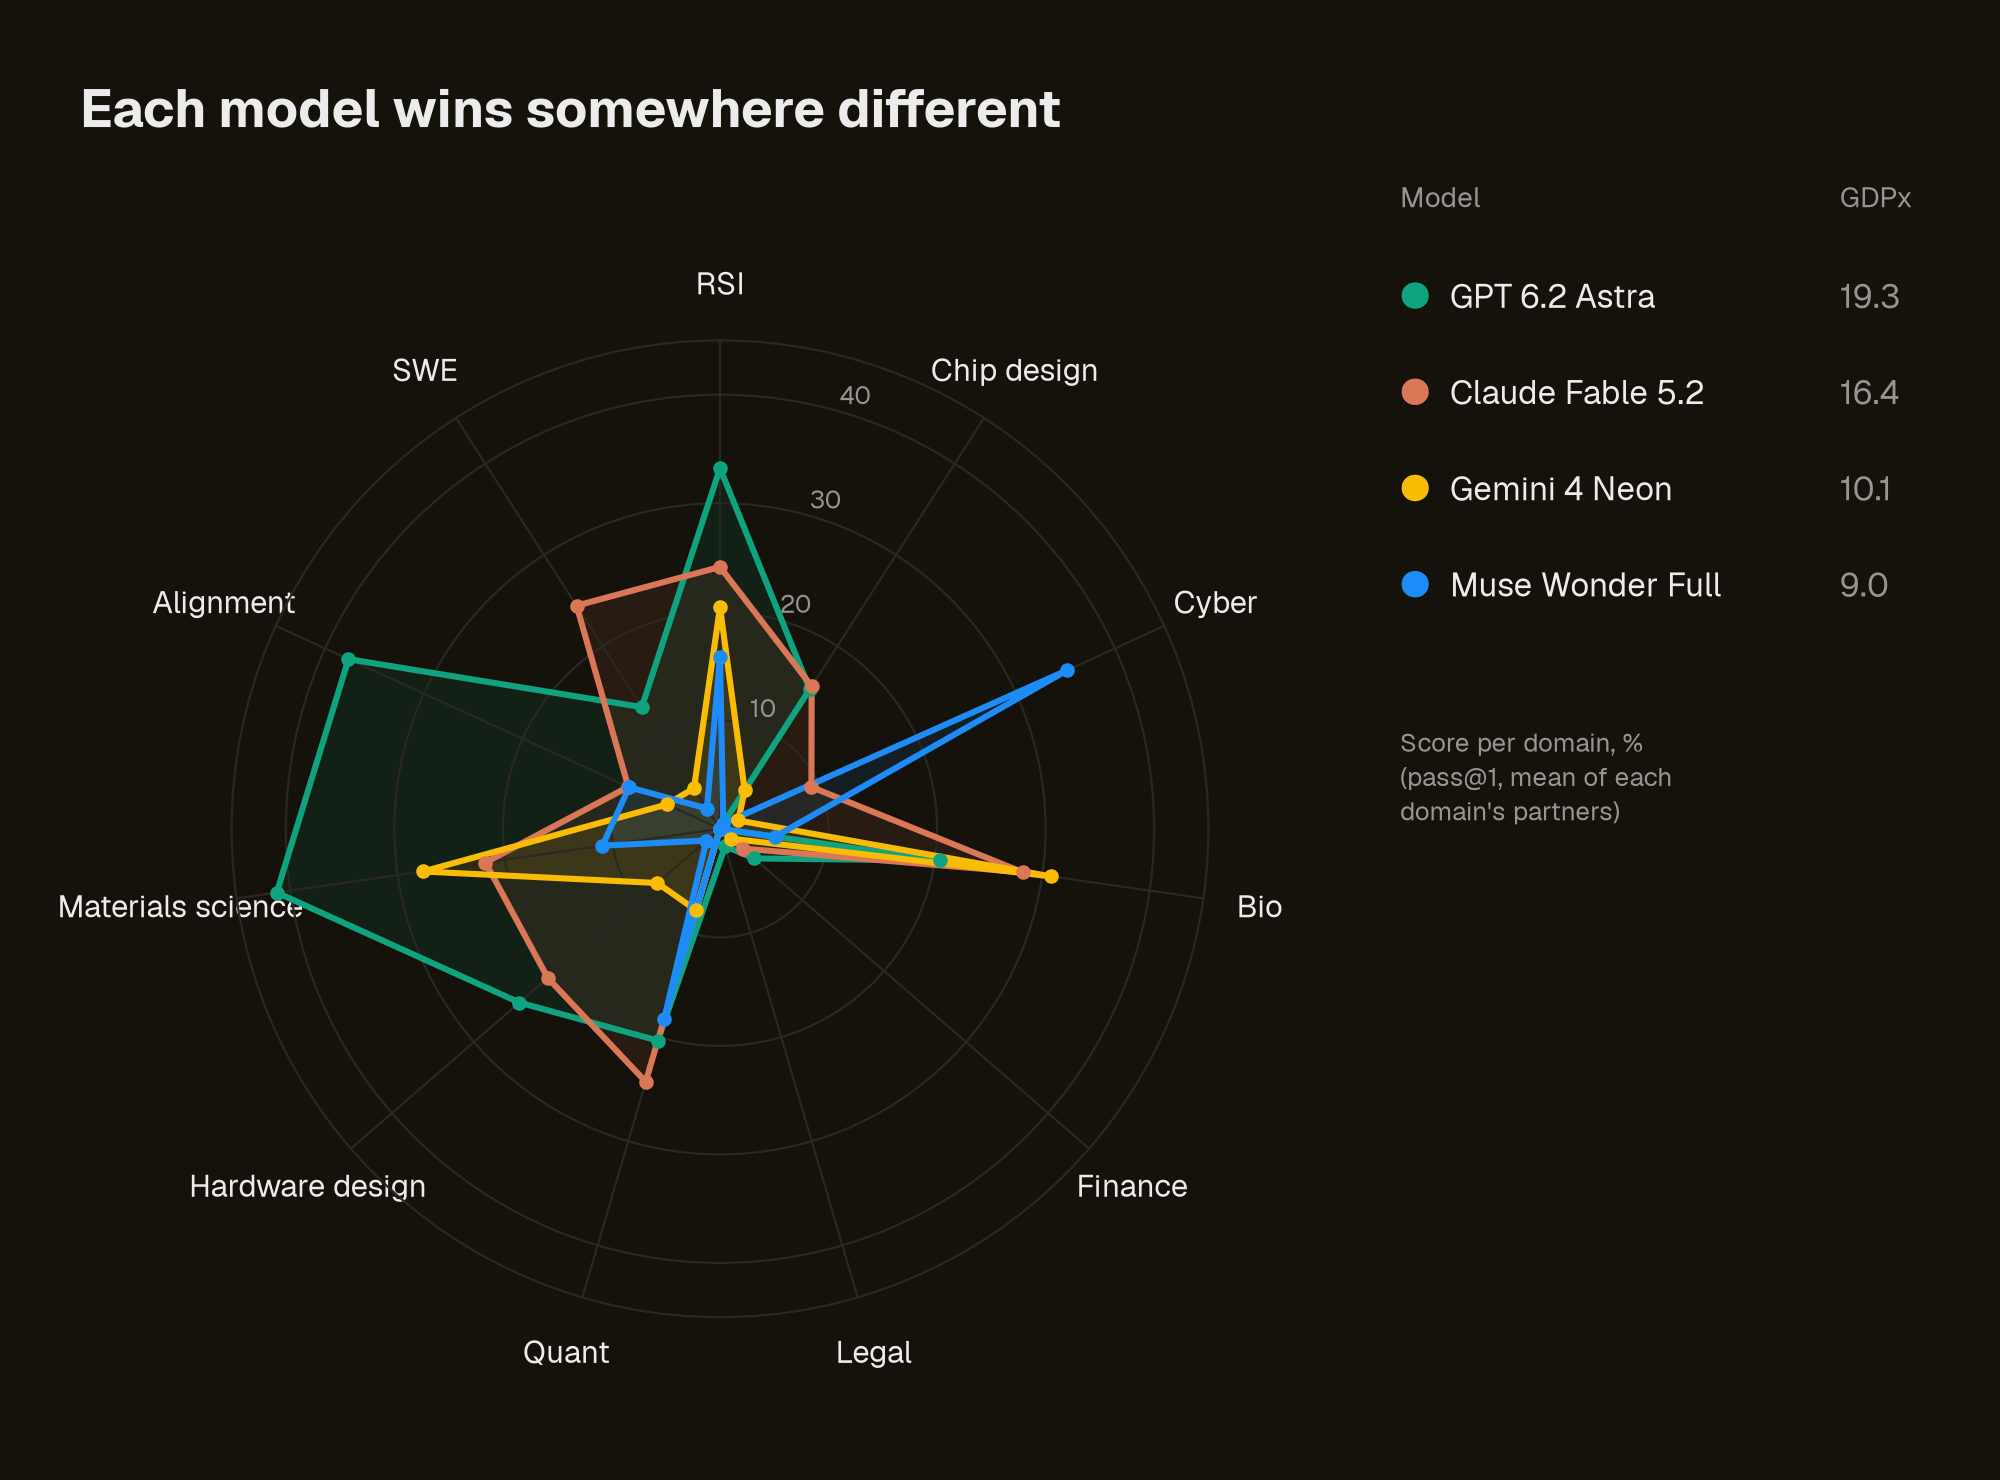 Each model wins somewhere different
Model GDPx
GPT 6.2 Astra 19.3
Claude Fable 5.2 16.4
Gemini 4 Neon 10.1
Muse Wonder Full 9.0
Score per domain, %
(pass@1, mean of each
domain's partners)
RSI
SWE
Chip design
40
30
Alignment
20
Cyber
10
Materials science
Bio
Hardware design
Finance
Quant
Legal